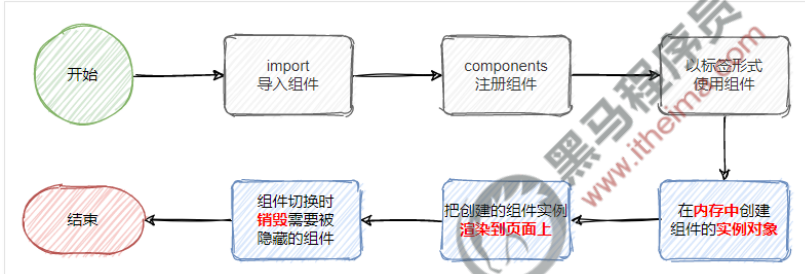 开始
import
导入组件
components
注册组件
以标签形式
使用组件
在内存中创建
组件的实例对象
把创建的组件实例
渲染到页面上
组件切换时
销毁需要被
隐藏的组件
结束
黑马程序员
www.itheima.com